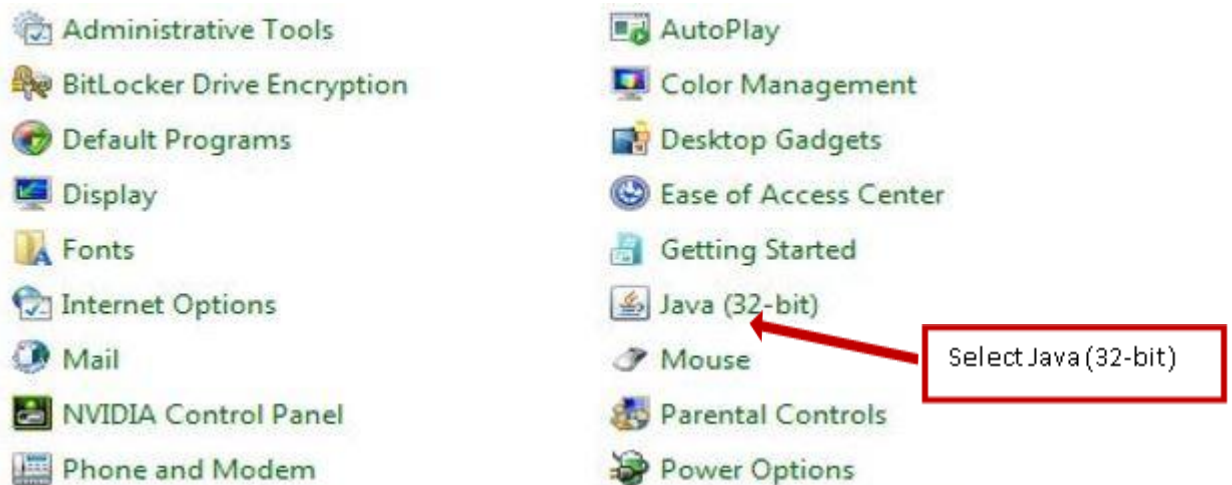 Administrative Tools
AutoPlay
BitLocker Drive Encryption
Color Management
Default Programs
Desktop Gadgets
Display
Ease of Access Center
Fonts
Getting Started
Internet Options
Java (32-bit)
Mail
Mouse
Select Java (32-bit)
NVIDIA Control Panel
Parental Controls
Phone and Modem
Power Options